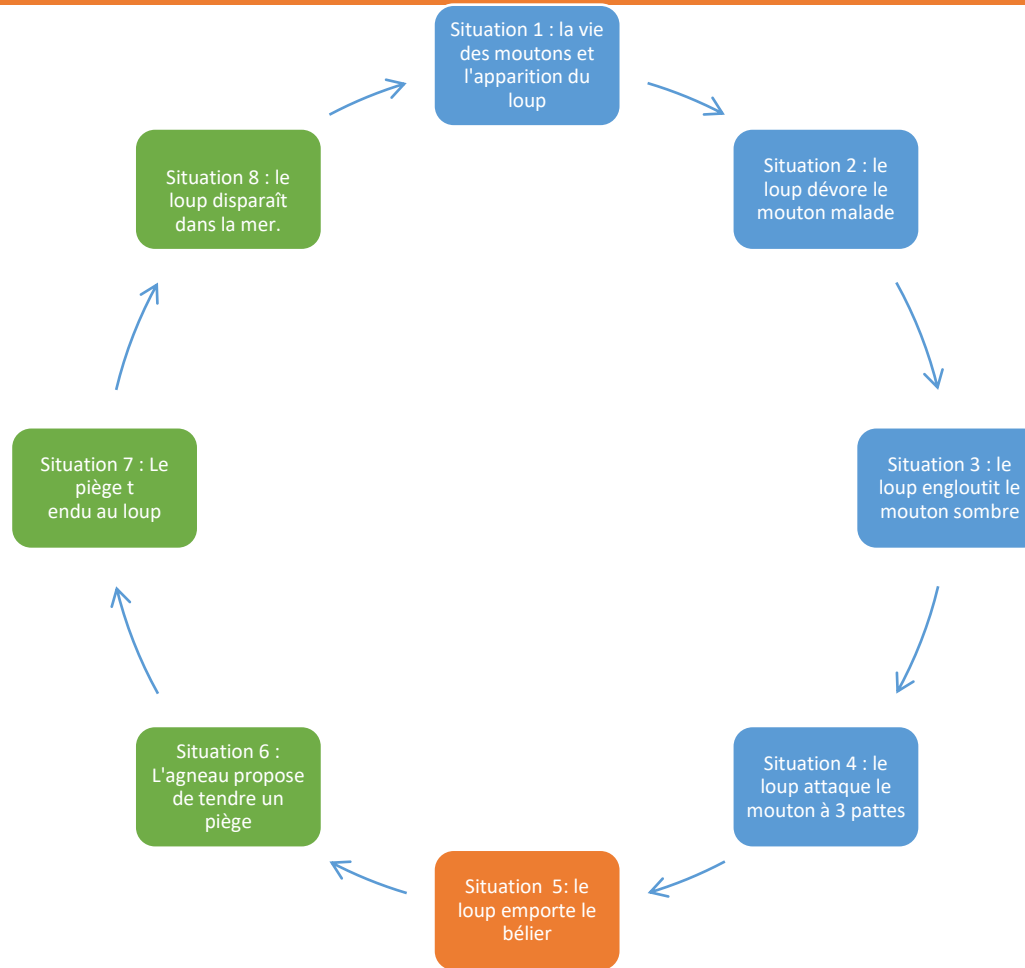 Situation 1 : la vie
des moutons et
l'apparition du
loup
Situation 2 : le
loup dévore le
mouton malade
Situation 3 : le
loup engloutit le
mouton sombre
Situation 4 : le
loup attaque le
mouton à 3 pattes
Situation 5: le
loup emporte le
bélier
Situation 6 :
L'agneau propose
de tendre un
piège
Situation 7 : Le
piège t
endu au loup
Situation 8 : le
loup disparaît
dans la mer.